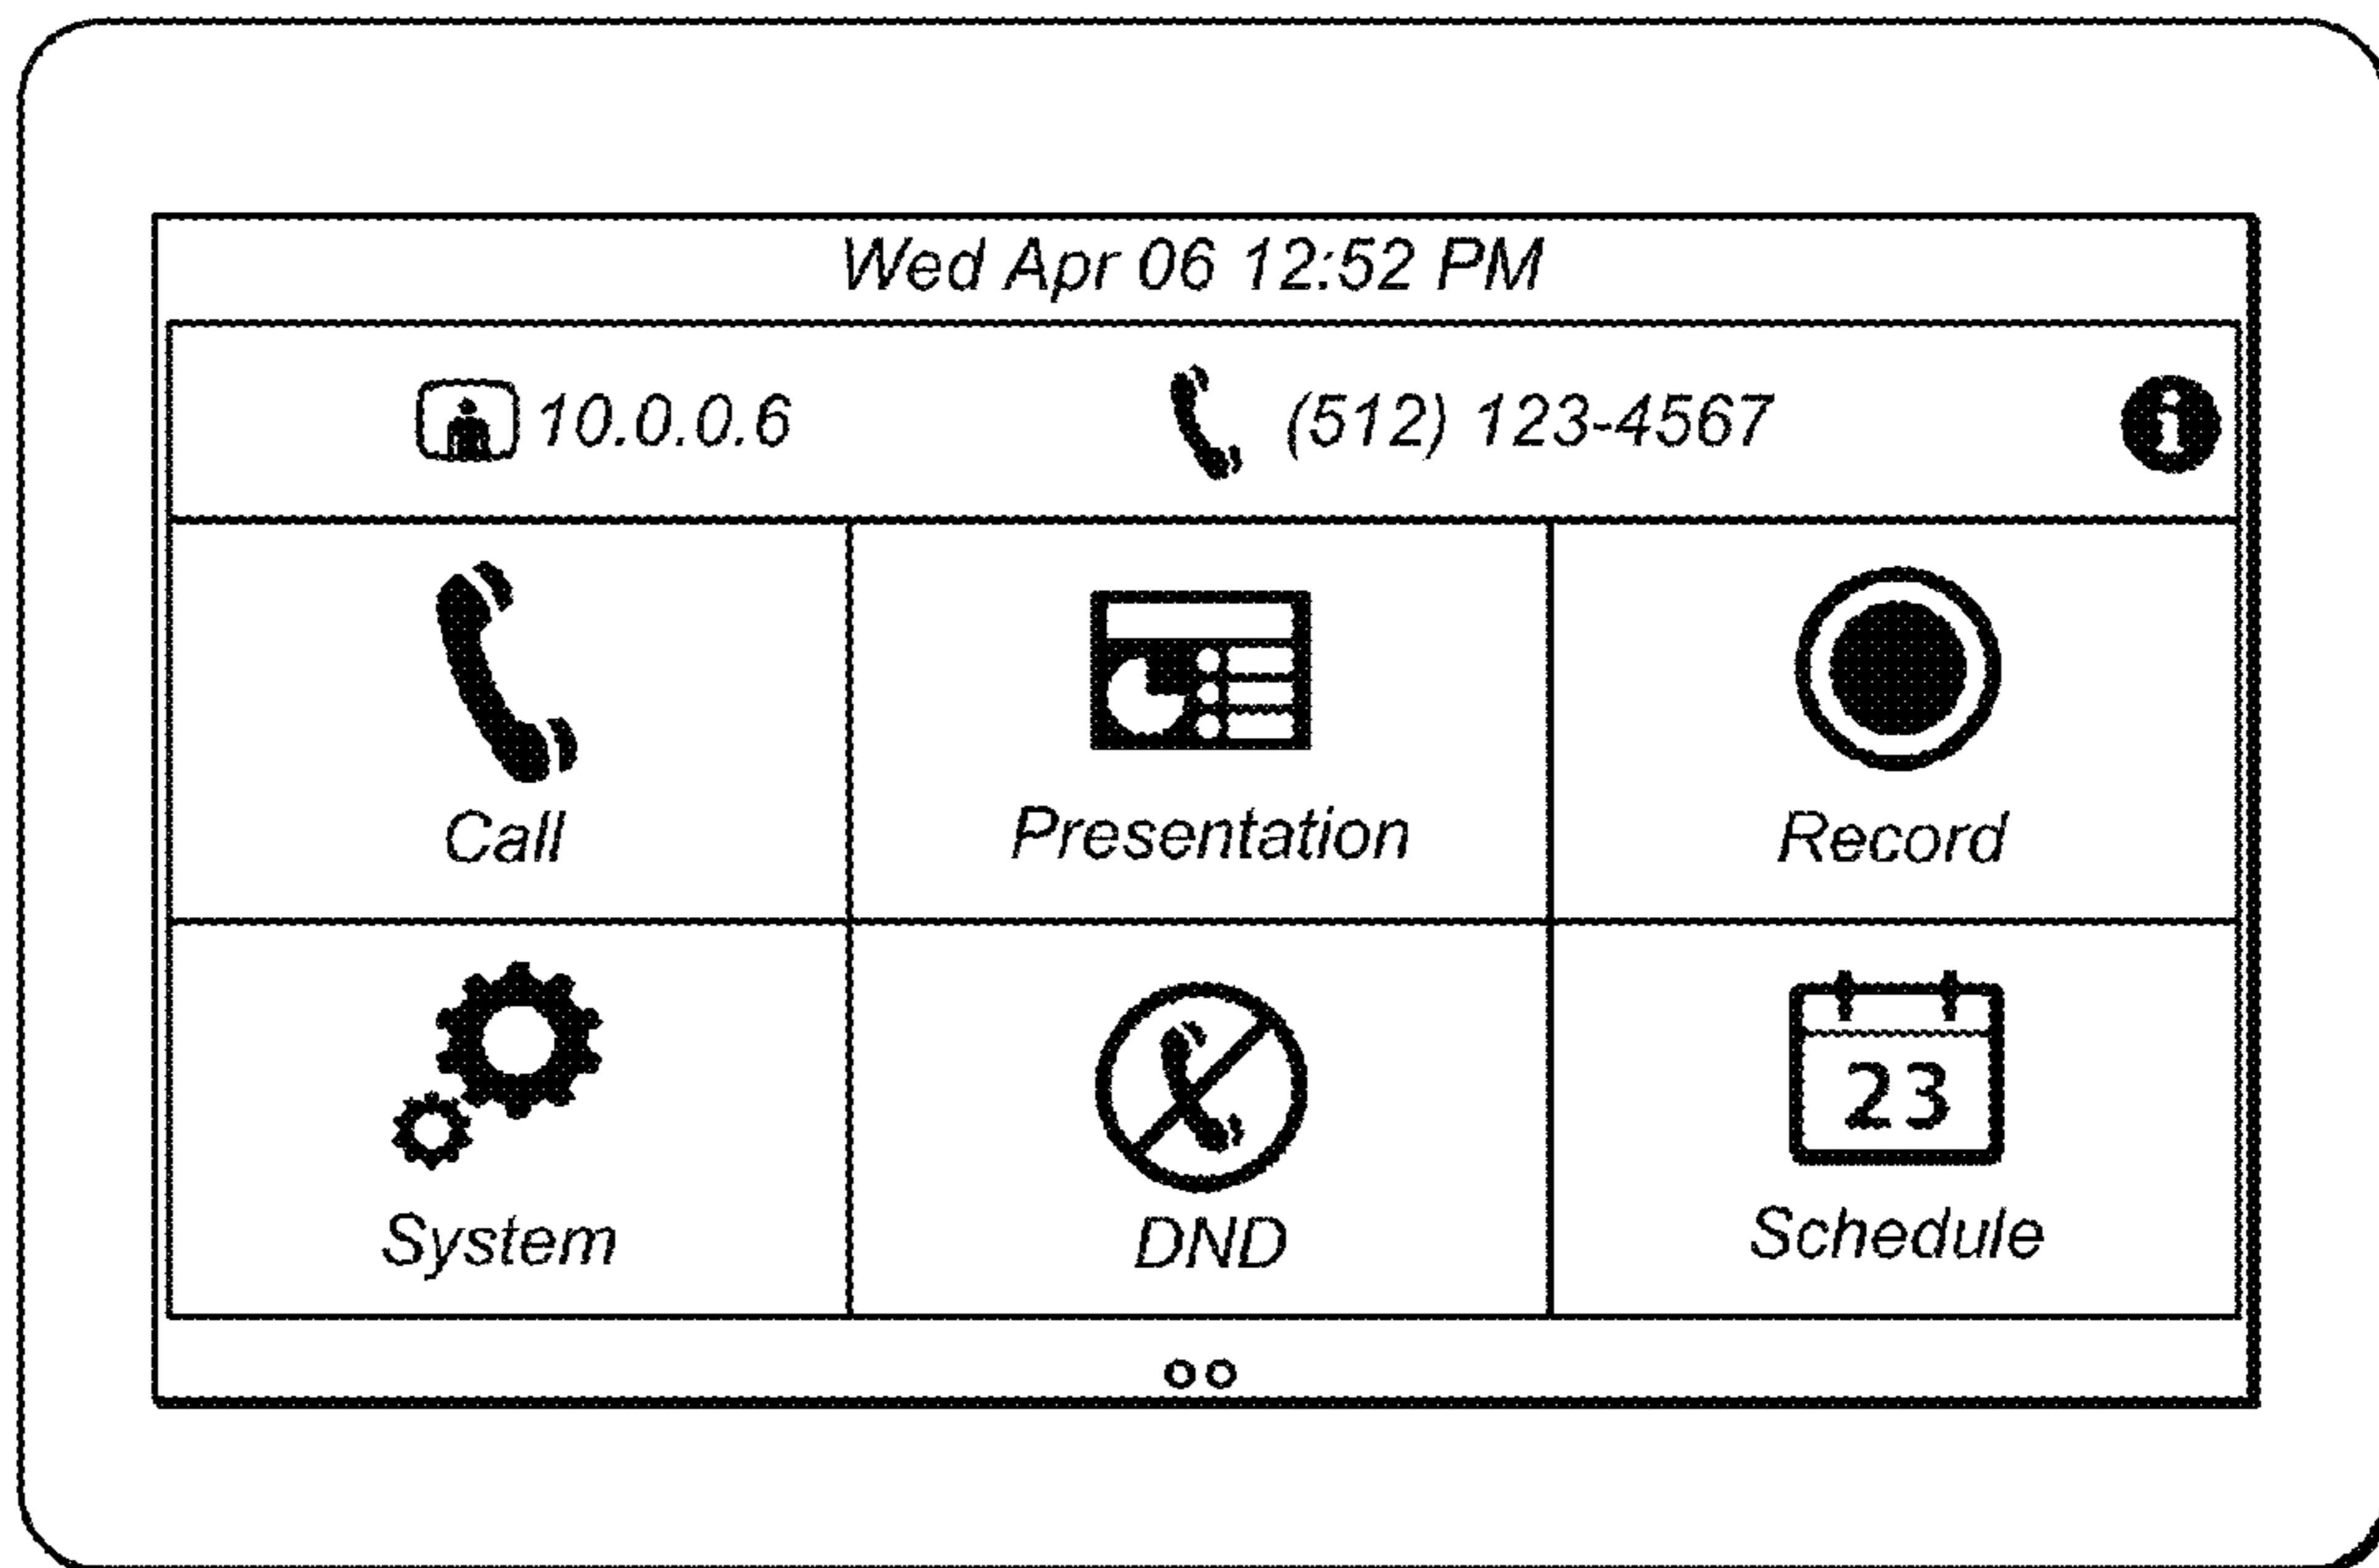 Wed Apr 06 12:52 PM
10.0.0.6 (512) 123-4567 i
Call Presentation Record
23
System DND Schedule